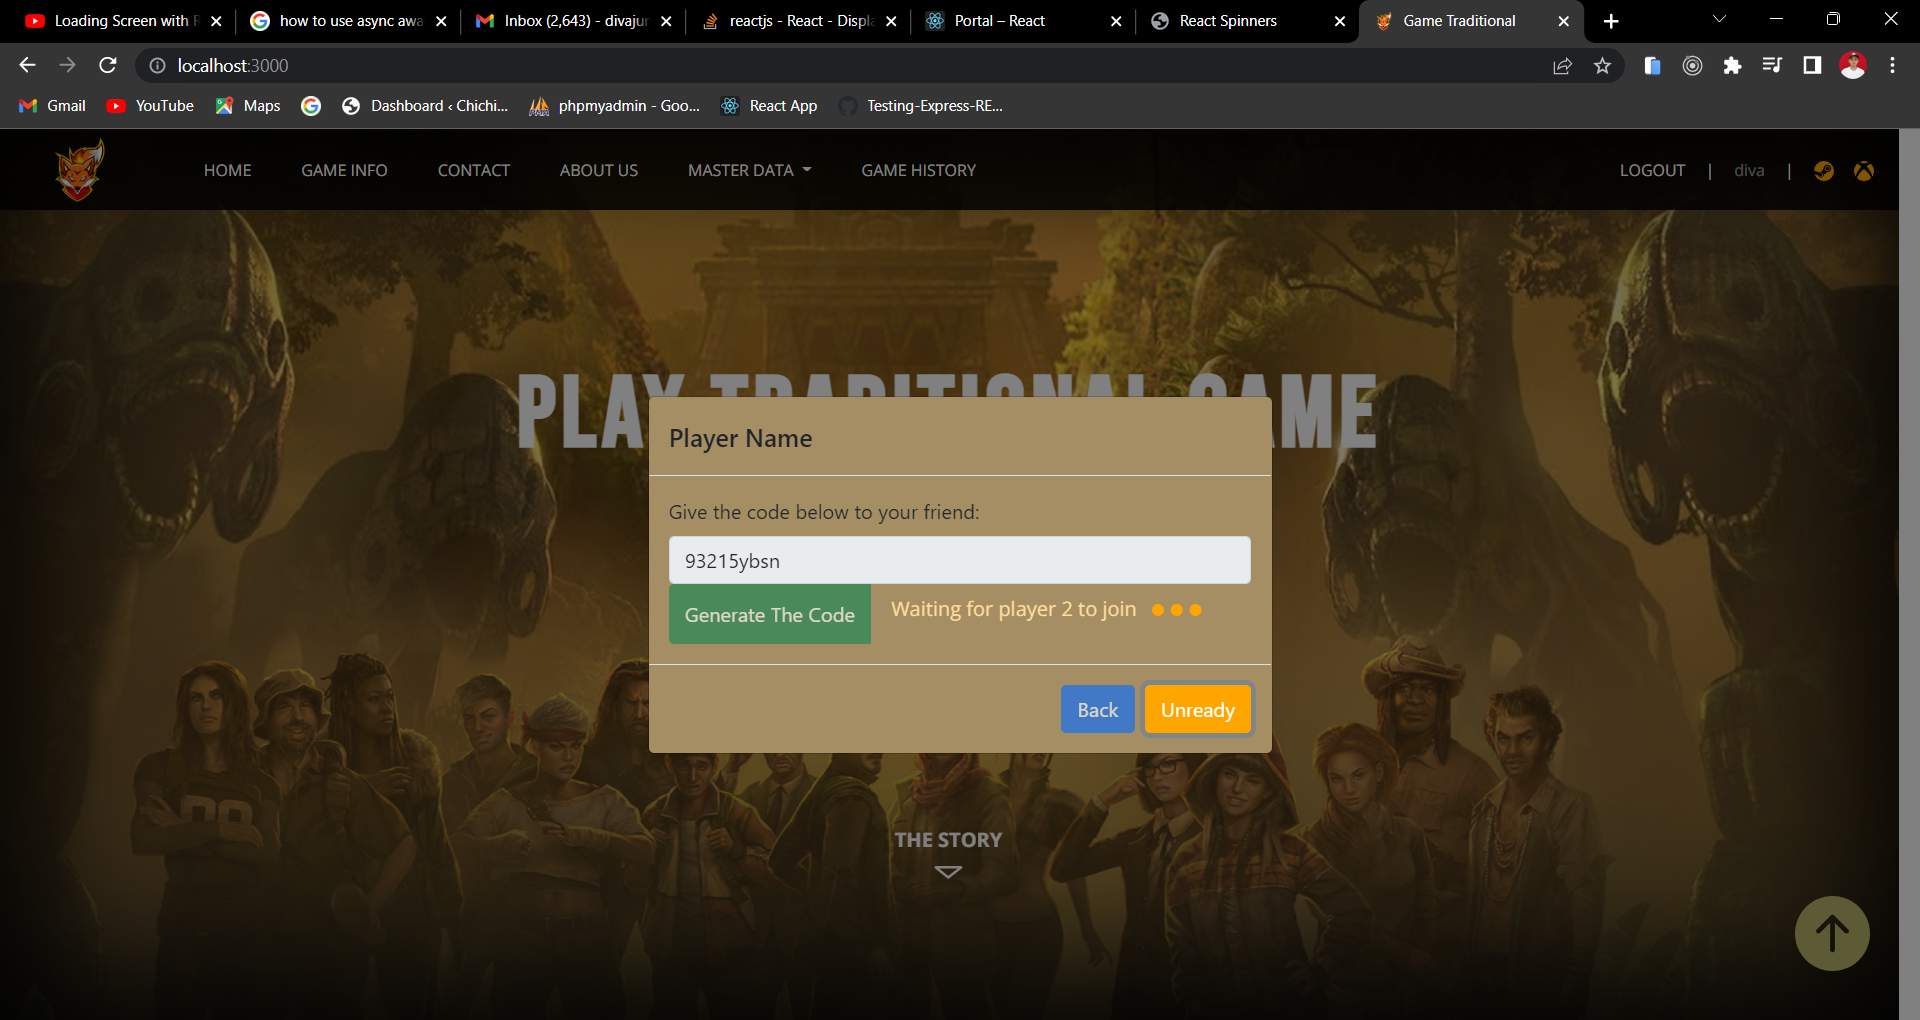 Loading Screen with
how to use async awa
Inbox (2,643) - divajur
reactjs - React - Displa
Portal – React
React Spinners
Game Traditional
localhost:3000
Gmail
YouTube
Maps
Dashboard ‹ Chichi...
phpmyadmin - Goo...
React App
Testing-Express-RE...
HOME
GAME INFO
CONTACT
ABOUT US
MASTER DATA
GAME HISTORY
LOGOUT | diva |
PLAY TRADITIONAL GAME
Player Name
Give the code below to your friend:
93215ybsn
Generate The Code
Waiting for player 2 to join
Back
Unready
THE STORY